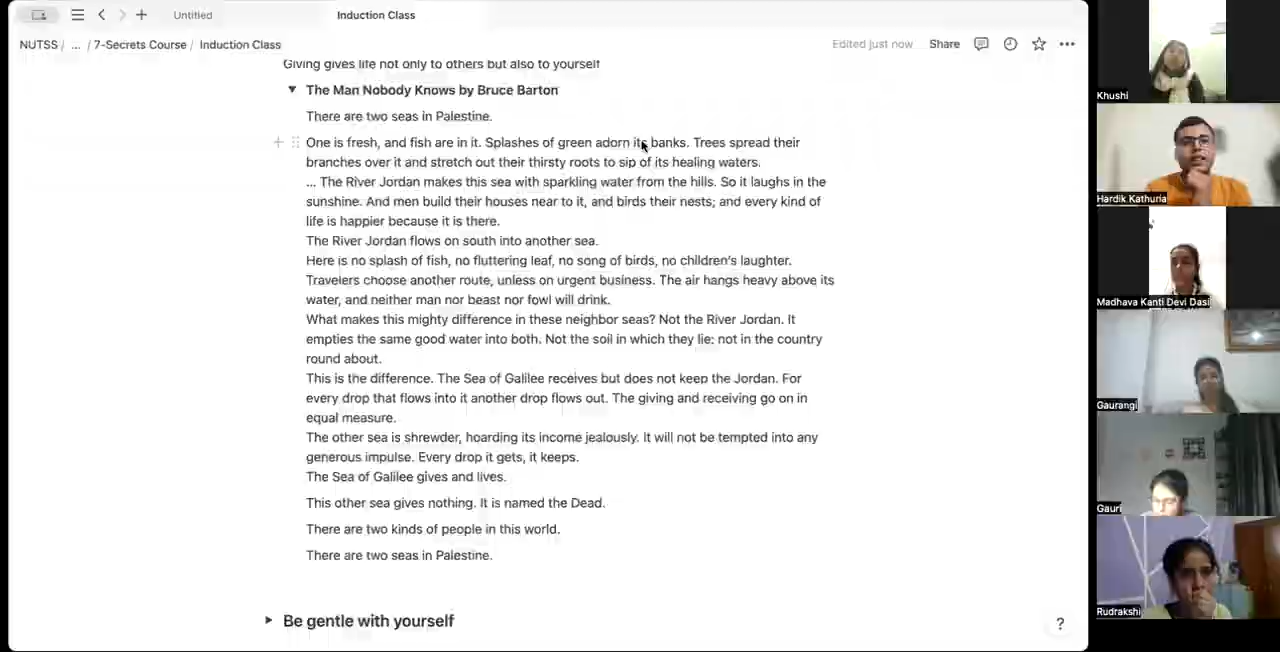 Untitled
Induction Class
NUTSS / ... / 7-Secrets Course / Induction Class
Edited just now
Share
Giving gives life not only to others but also to yourself
The Man Nobody Knows by Bruce Barton
There are two seas in Palestine.
One is fresh, and fish are in it. Splashes of green adorn its banks. Trees spread their
branches over it and stretch out their thirsty roots to sip of its healing waters.
... The River Jordan makes this sea with sparkling water from the hills. So it laughs in the
sunshine. And men build their houses near to it, and birds their nests; and every kind of
life is happier because it is there.
The River Jordan flows on south into another sea.
Here is no splash of fish, no fluttering leaf, no song of birds, no children's laughter.
Travelers choose another route, unless on urgent business. The air hangs heavy above its
water, and neither man nor beast nor fowl will drink.
What makes this mighty difference in these neighbor seas? Not the River Jordan. It
empties the same good water into both. Not the soil in which they lie: not in the country
round about.
This is the difference. The Sea of Galilee receives but does not keep the Jordan. For
every drop that flows into it another drop flows out. The giving and receiving go on in
equal measure.
The other sea is shrewder, hoarding its income jealously. It will not be tempted into any
generous impulse. Every drop it gets, it keeps.
The Sea of Galilee gives and lives.
This other sea gives nothing. It is named the Dead.
There are two kinds of people in this world.
There are two seas in Palestine.
Be gentle with yourself
?
Khushi
Hardik Kathuria
Madhava Kanti Devi Dasi
Gaurangi
Gauri
Rudrakshi